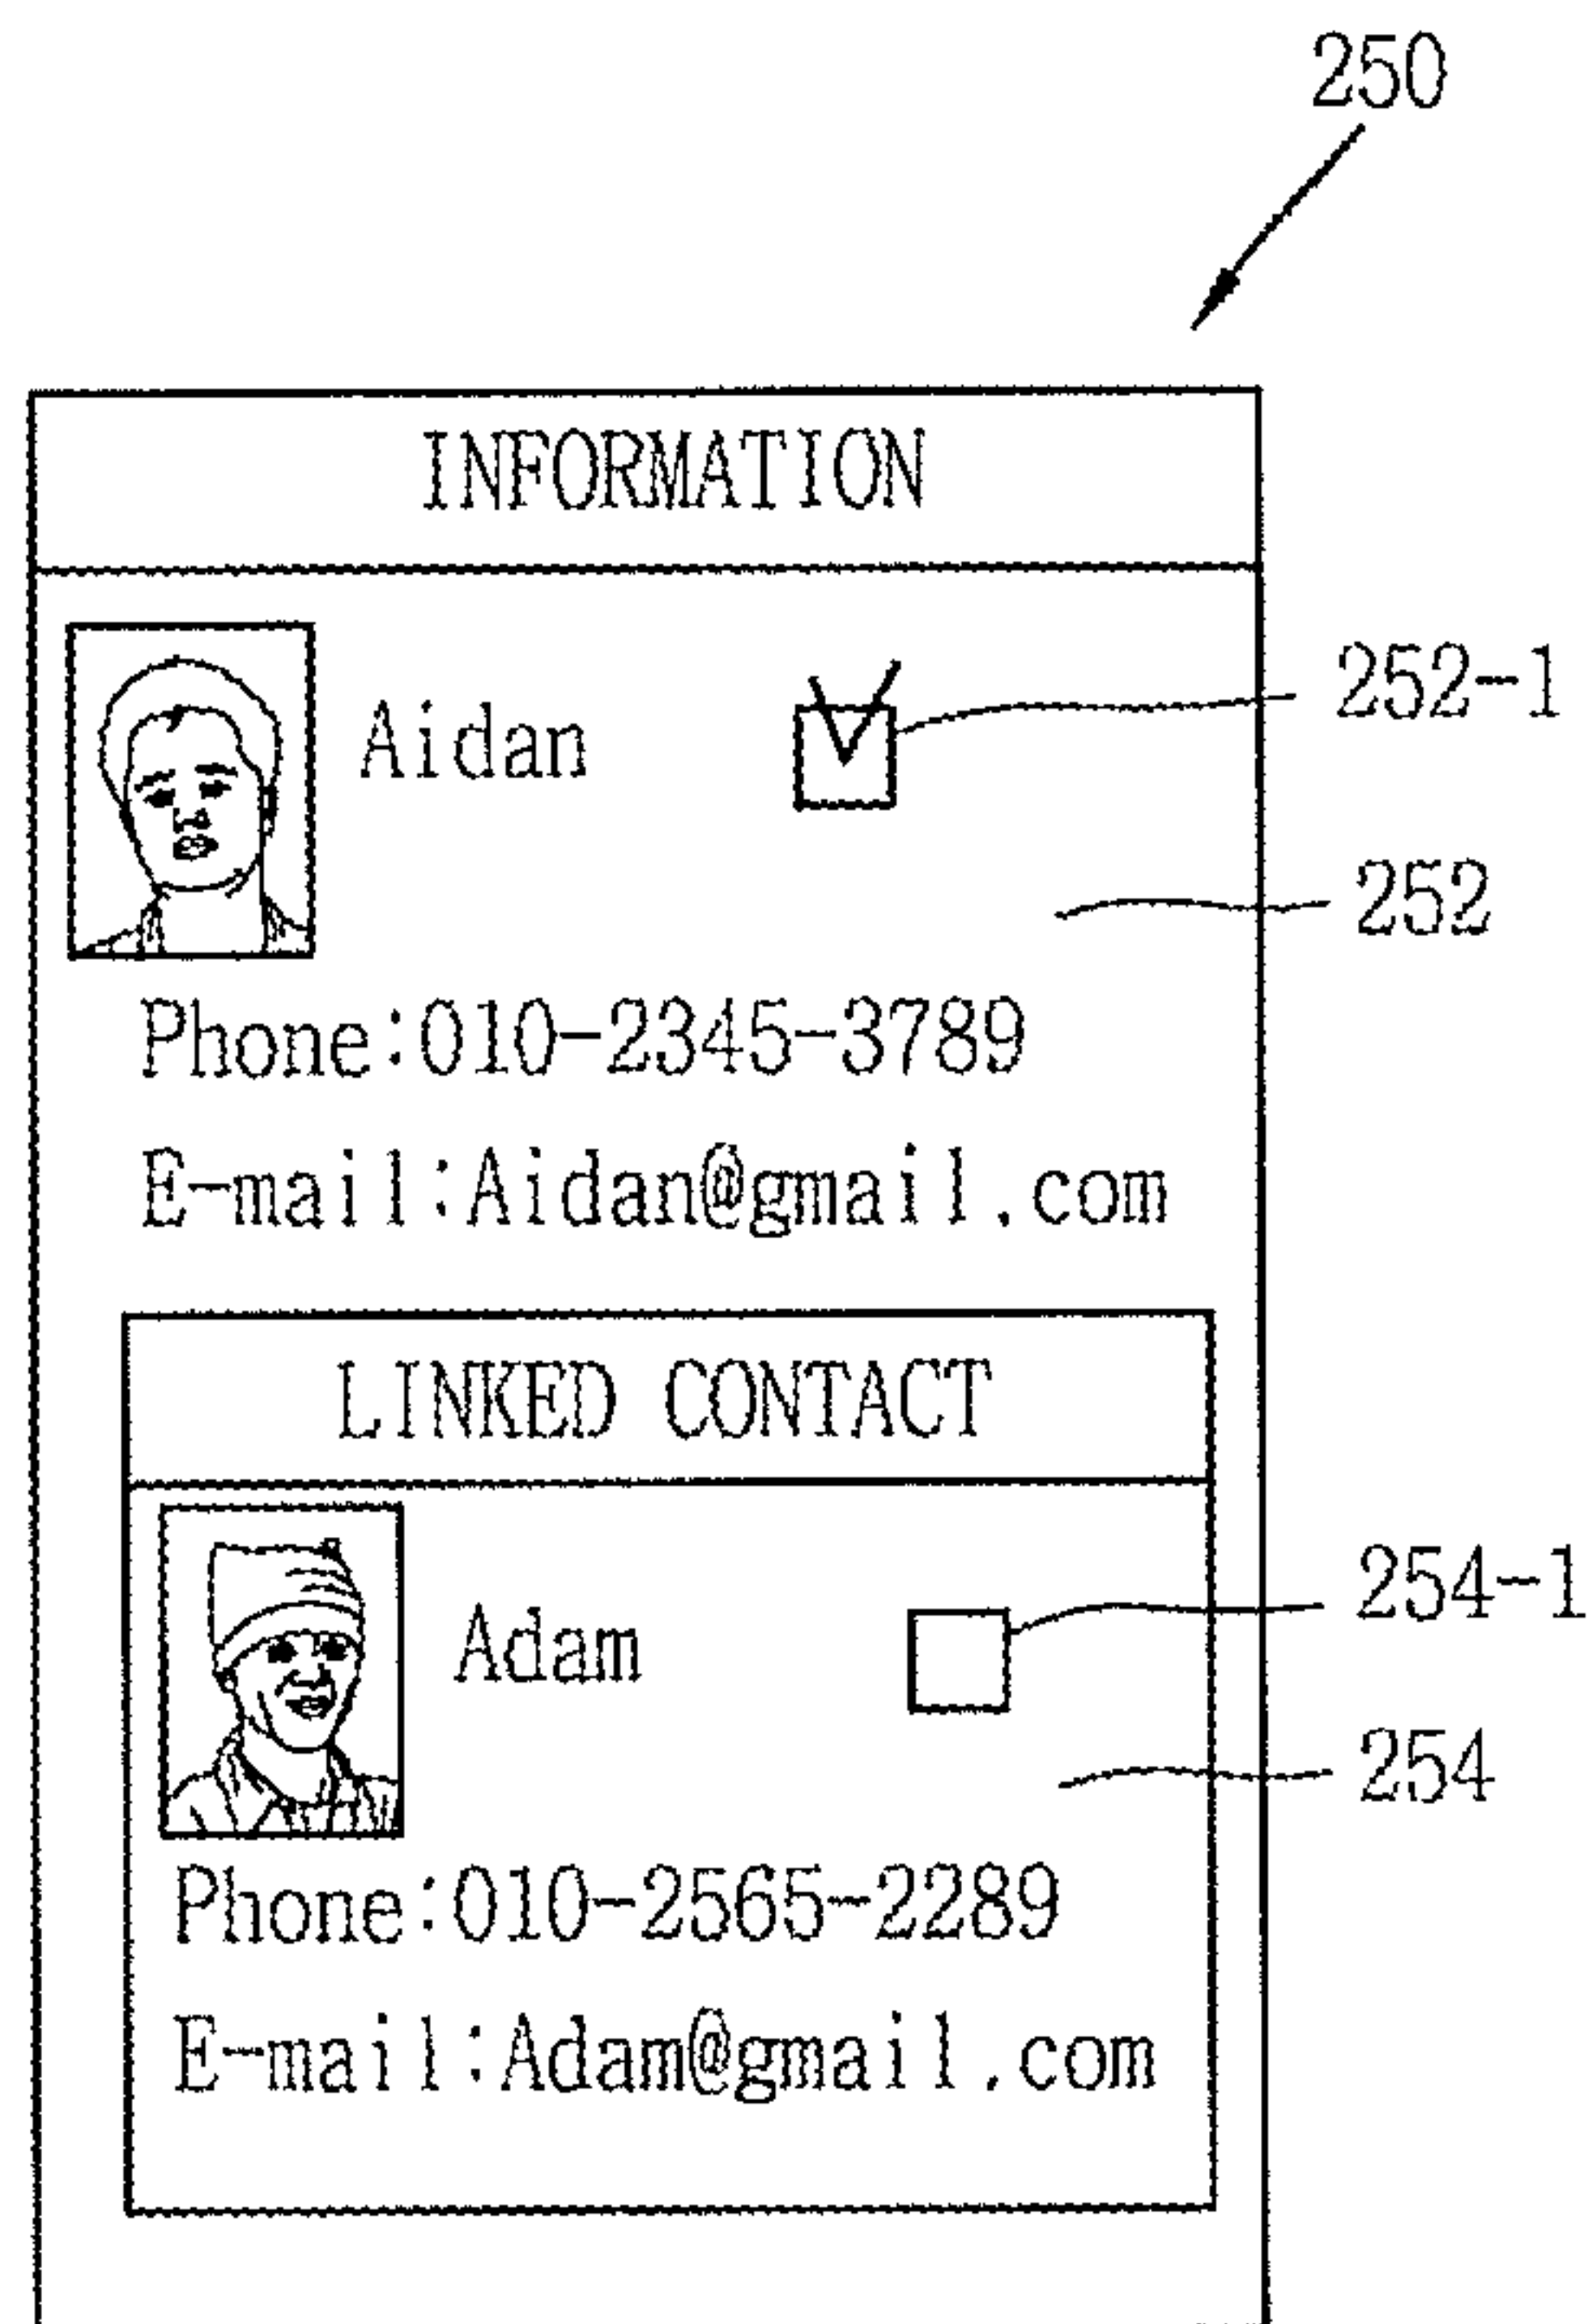 250
INFORMATION
Aidan
252-1
252
Phone:010-2345-3789
E-mail:Aidan@gmail.com
LINKED CONTACT
Adam
254-1
254
Phone:010-2565-2289
E-mail:Adam@gmail.com